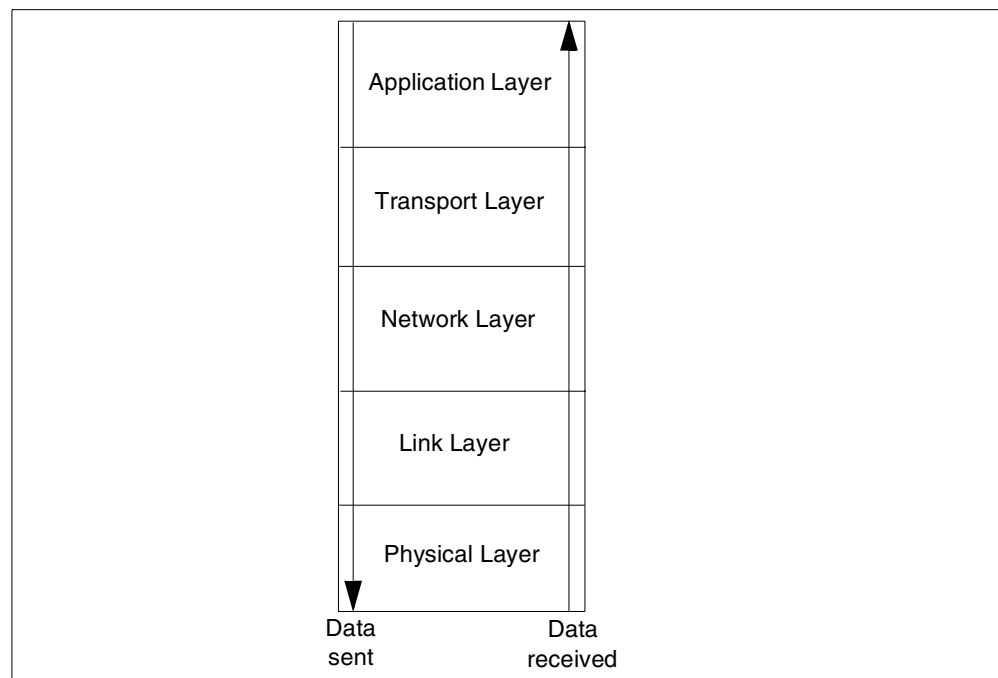 Application Layer
Transport Layer
Network Layer
Link Layer
Physical Layer
Data
sent
Data
received